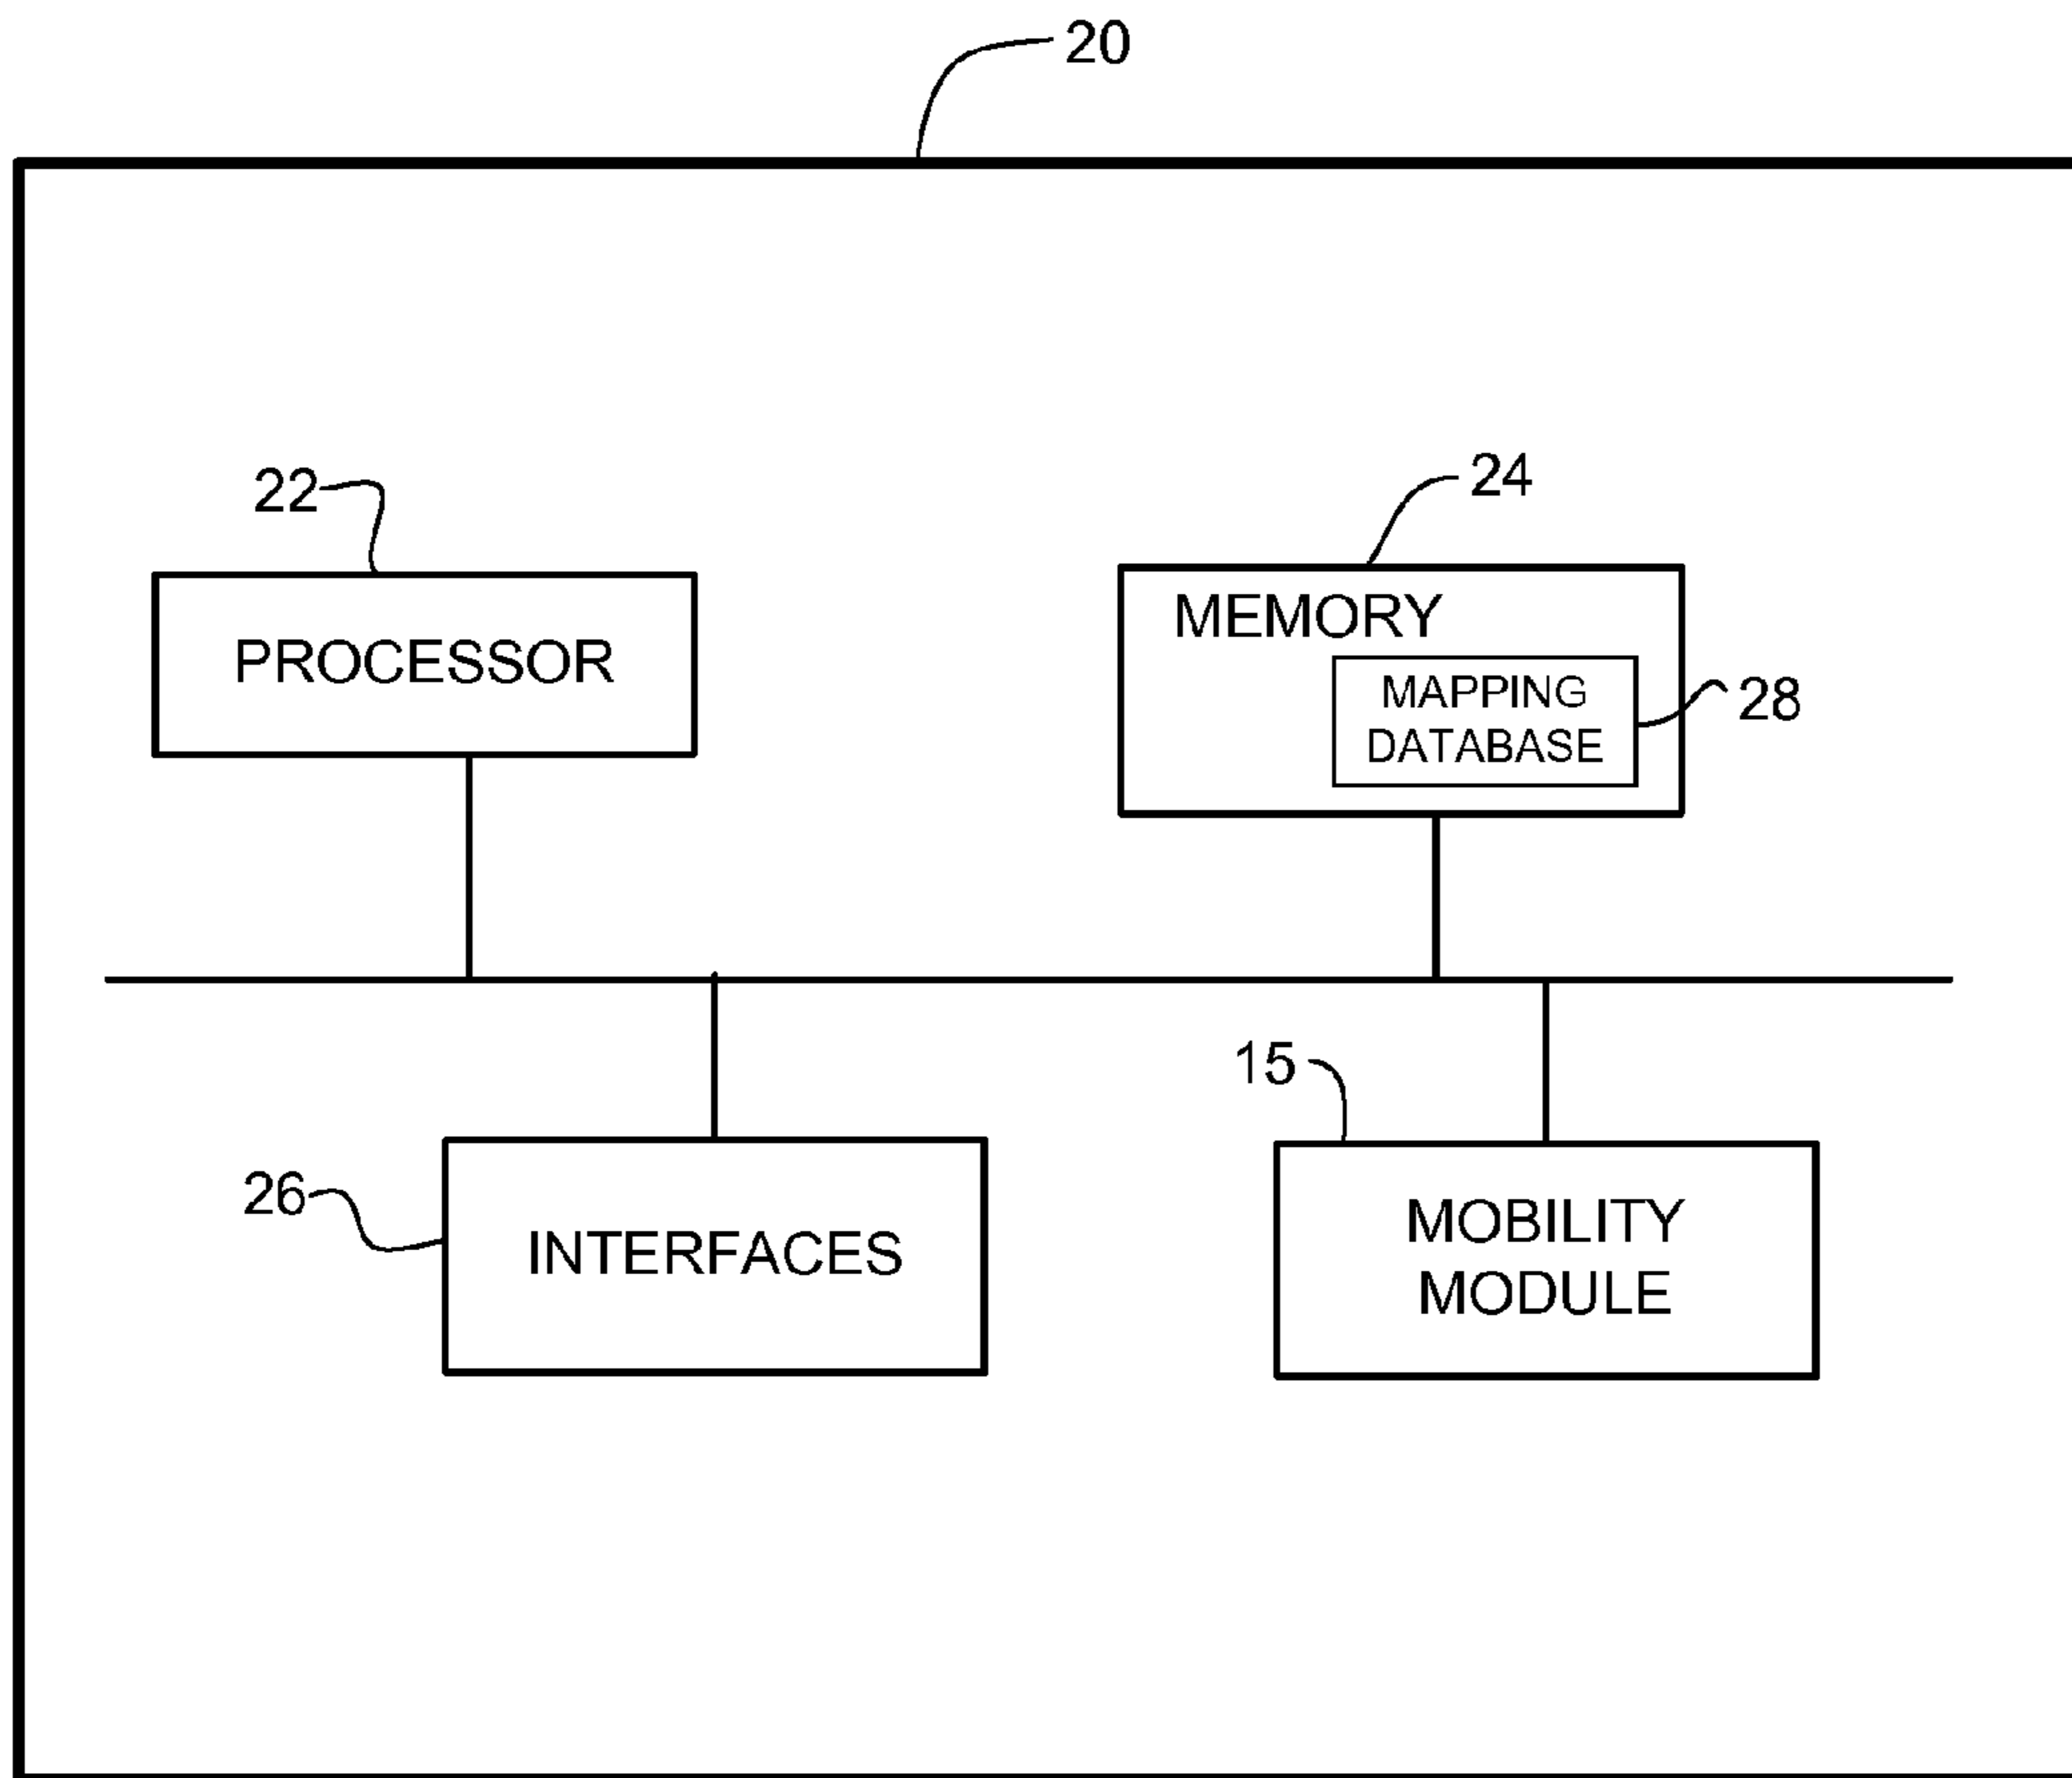 20
22
24
PROCESSOR
MEMORY
MAPPING
DATABASE
28
15
26
INTERFACES
MOBILITY
MODULE